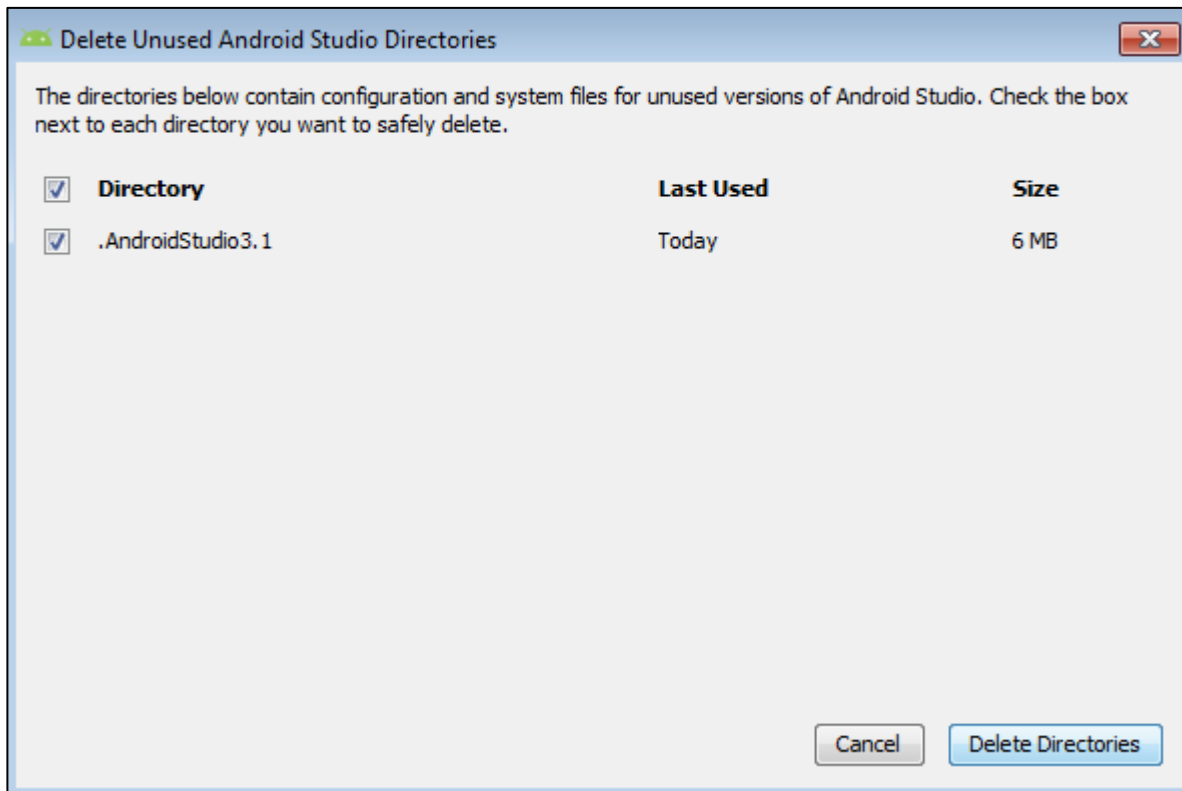 Delete Unused Android Studio Directories
The directories below contain configuration and system files for unused versions of Android Studio. Check the box
next to each directory you want to safely delete.
Directory Last Used Size
.AndroidStudio3.1 Today 6 MB
Cancel Delete Directories